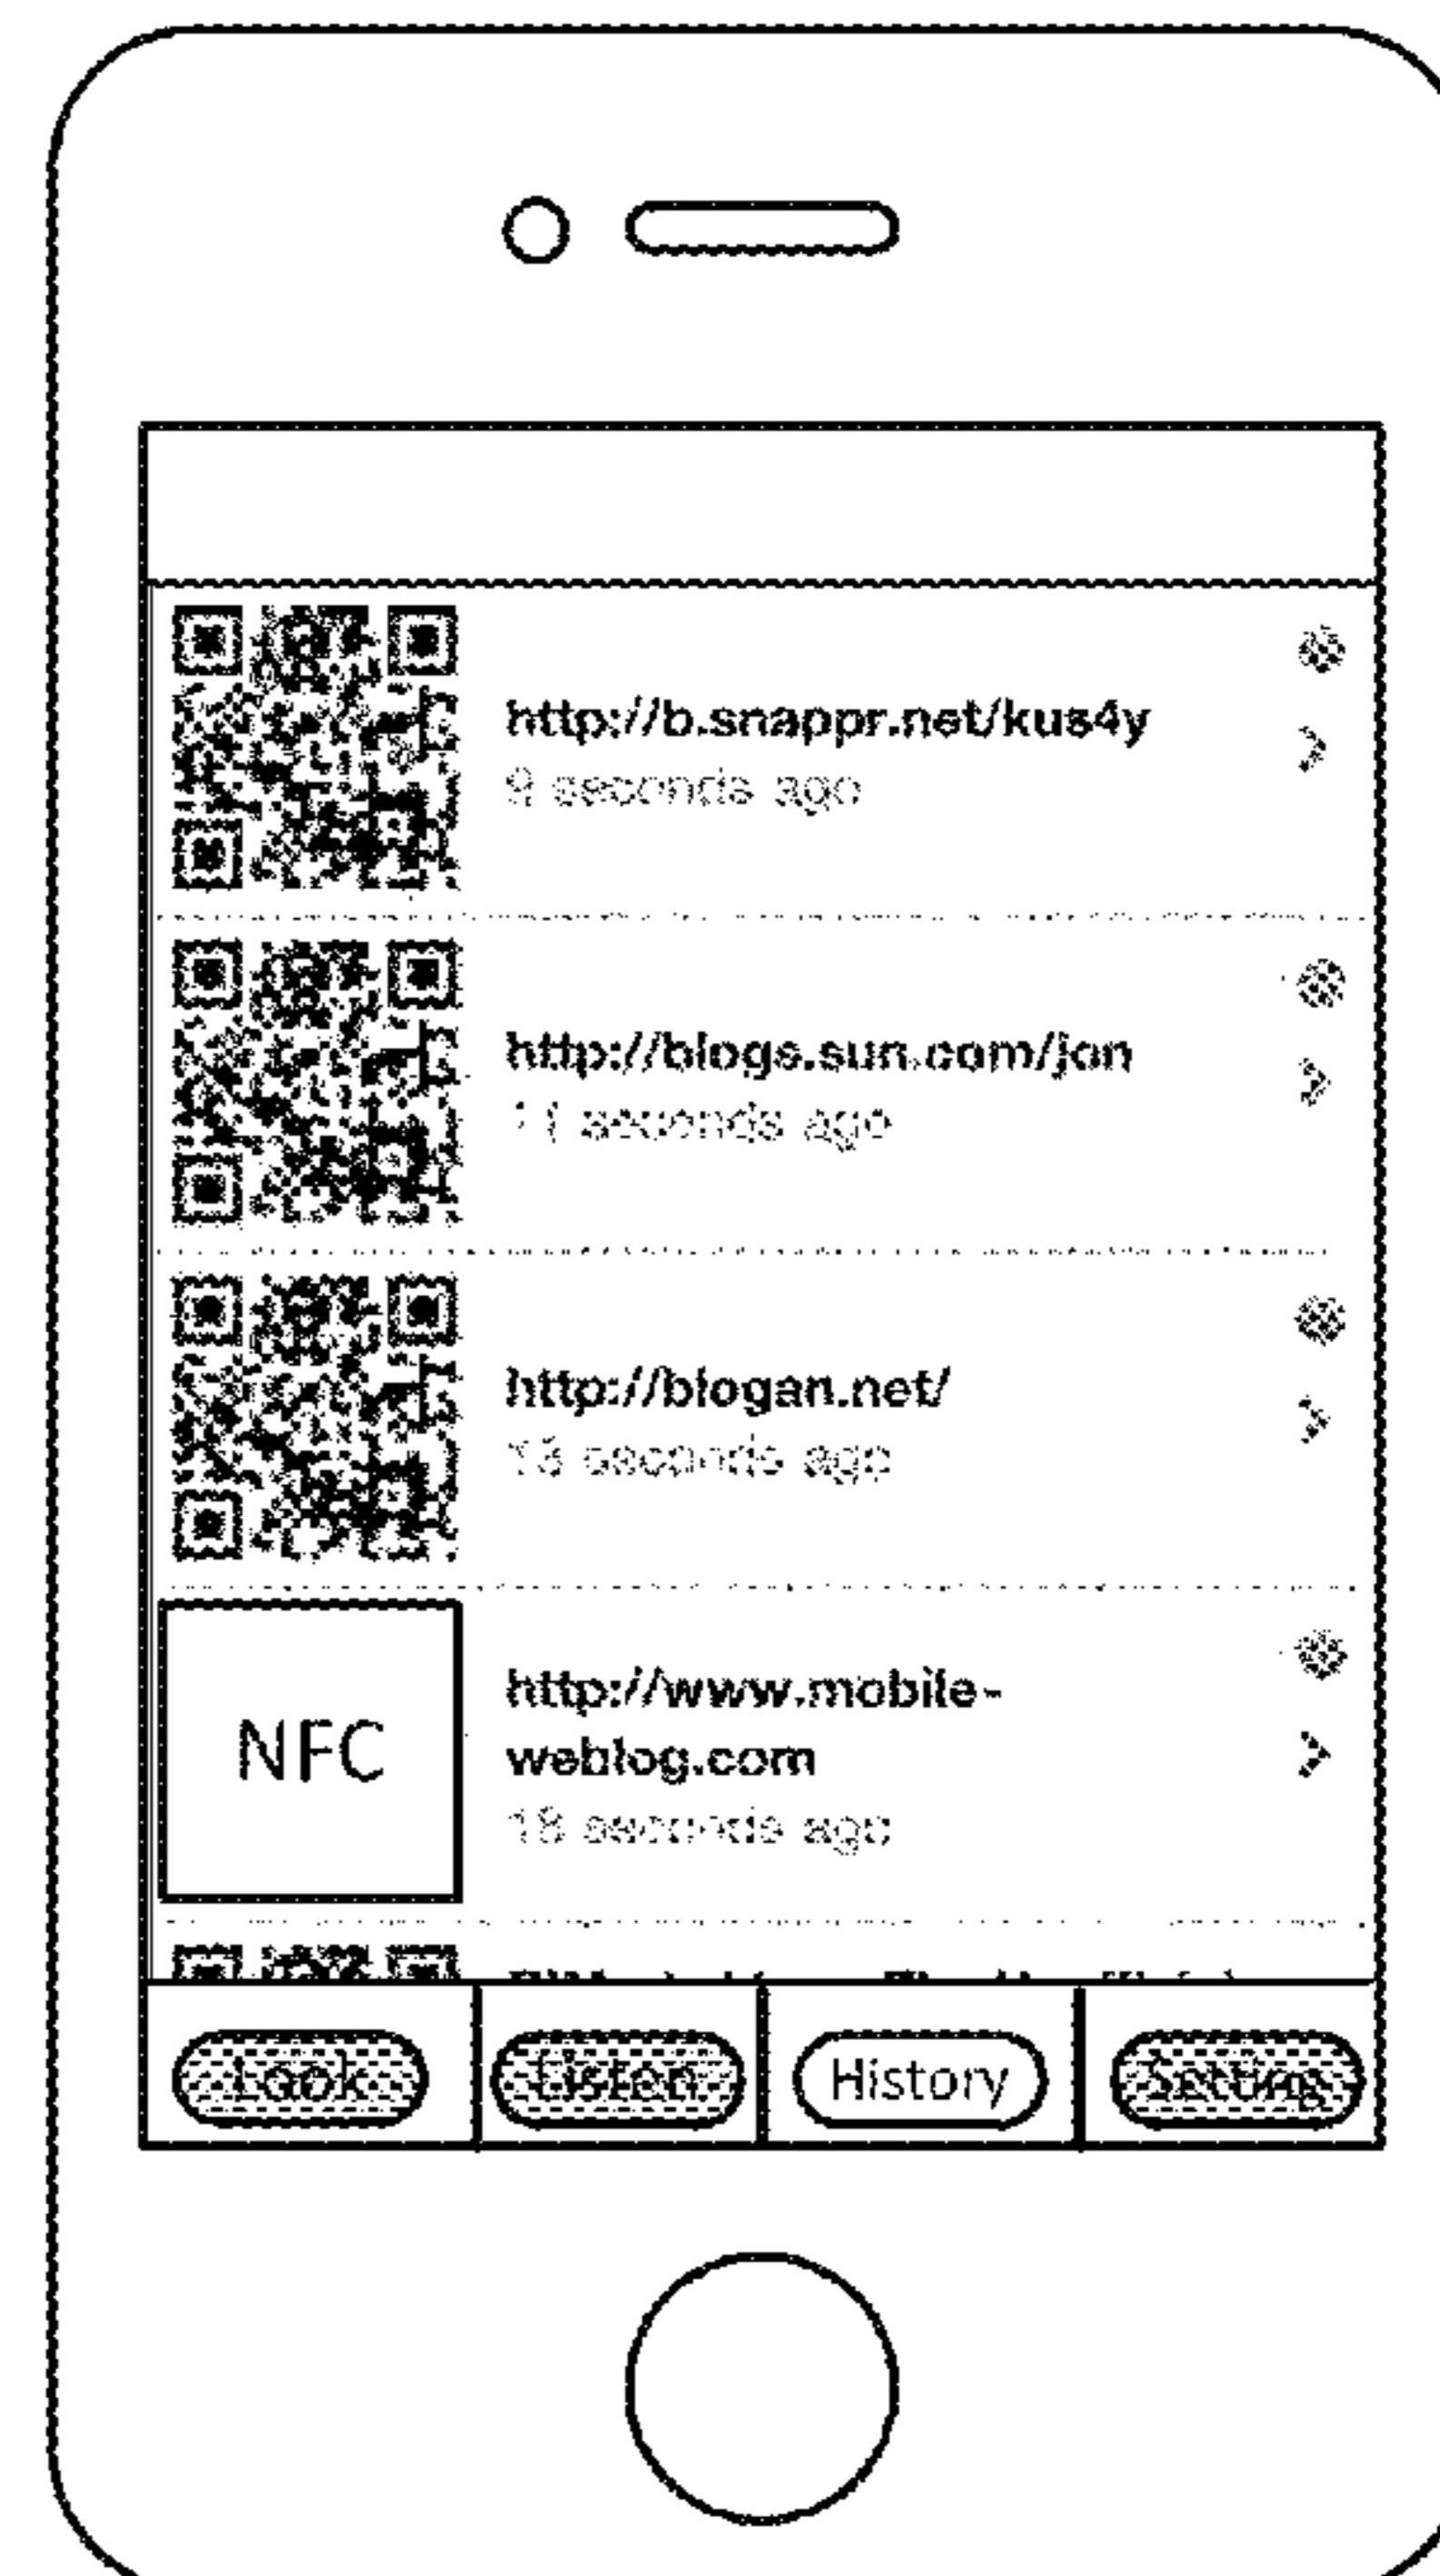 http://b.snappr.net/kus4y
9 seconds ago
http://blogs.sun.com/jon
11 seconds ago
http://blogan.net/
13 seconds ago
NFC
http://www.mobile-
weblog.com
18 seconds ago
Look
Listen
History
Setting